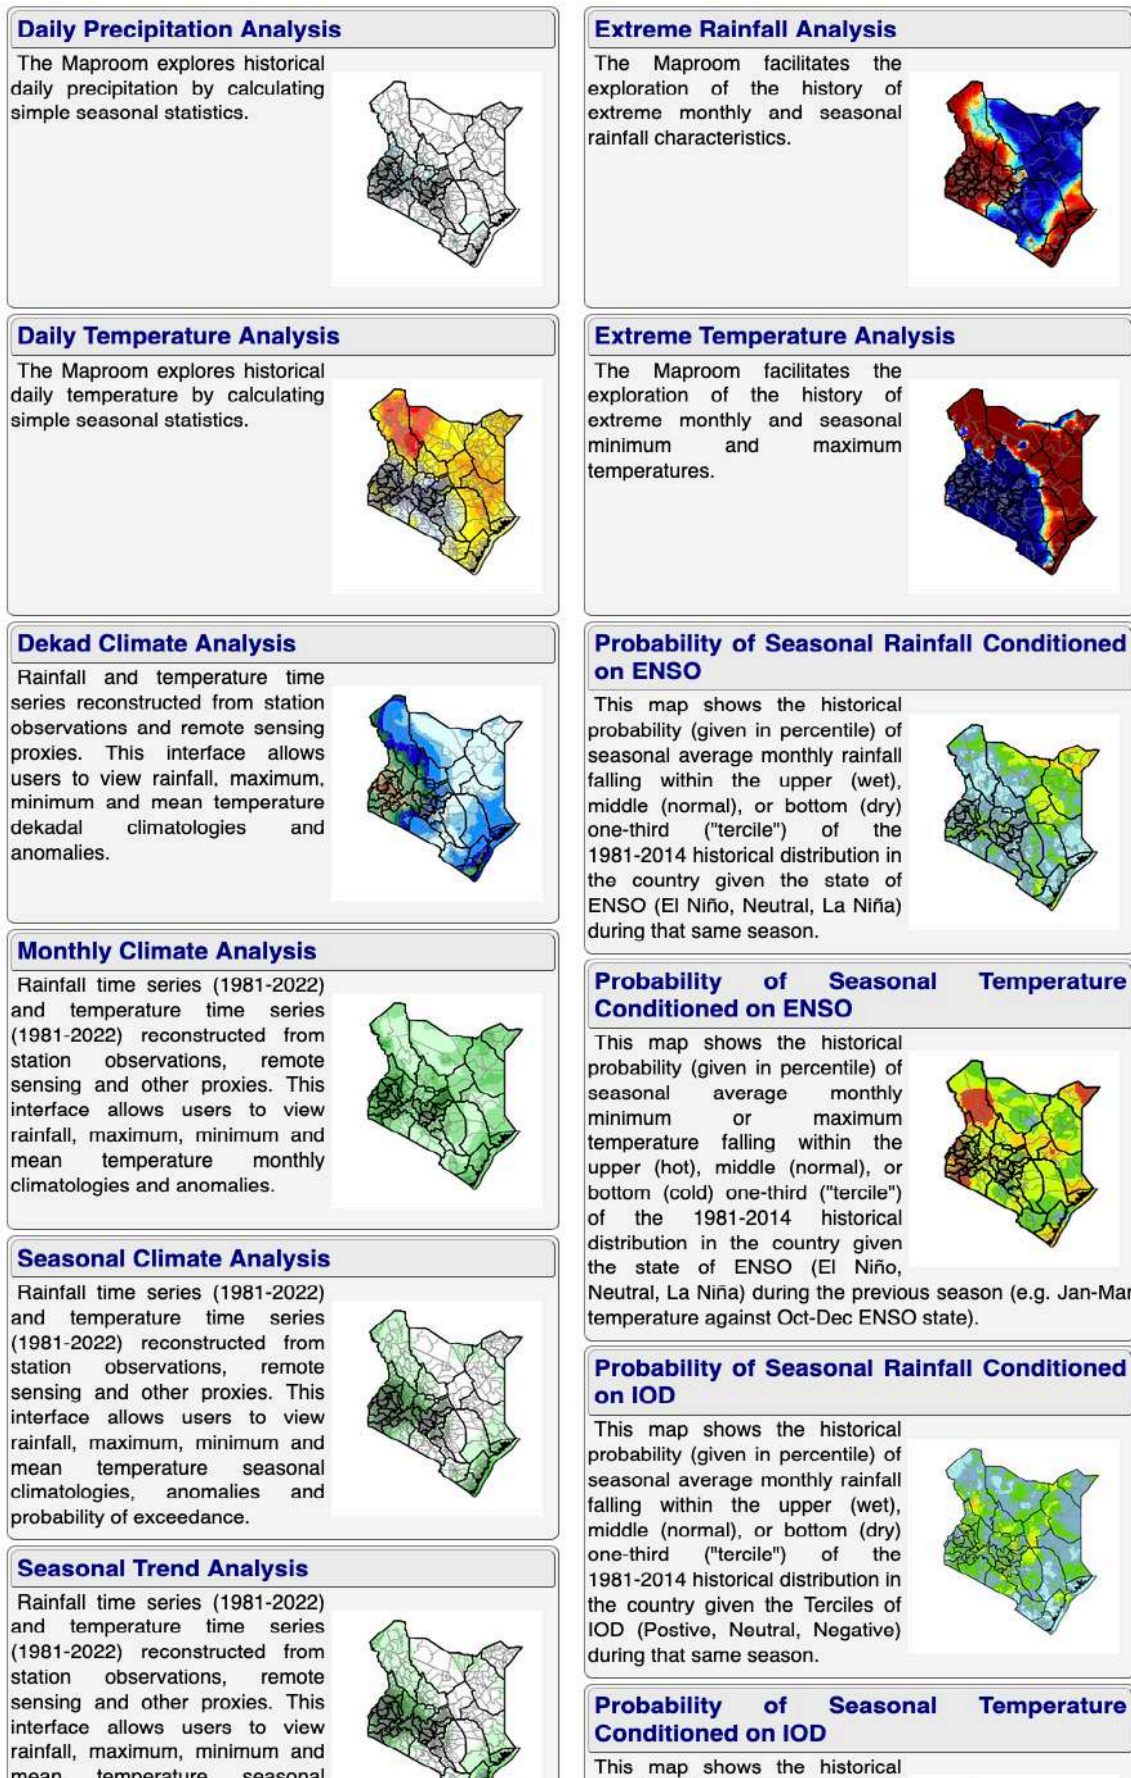 Daily Precipitation Analysis
The Maproom explores historical
daily precipitation by calculating
simple seasonal statistics.
Daily Temperature Analysis
The Maproom explores historical
daily temperature by calculating
simple seasonal statistics.
Dekad Climate Analysis
Rainfall and temperature time
series reconstructed from station
observations and remote sensing
proxies. This interface allows
users to view rainfall, maximum,
minimum and mean temperature
dekadal climatologies and
anomalies.
Monthly Climate Analysis
Rainfall time series (1981-2022)
and temperature time series
(1981-2022) reconstructed from
station observations, remote
sensing and other proxies. This
interface allows users to view
rainfall, maximum, minimum and
mean temperature monthly
climatologies and anomalies.
Seasonal Climate Analysis
Rainfall time series (1981-2022)
and temperature time series
(1981-2022) reconstructed from
station observations, remote
sensing and other proxies. This
interface allows users to view
rainfall, maximum, minimum and
mean temperature seasonal
climatologies, anomalies and
probability of exceedance.
Seasonal Trend Analysis
Rainfall time series (1981-2022)
and temperature time series
(1981-2022) reconstructed from
station observations, remote
sensing and other proxies. This
interface allows users to view
rainfall, maximum, minimum and
mean temperature seasonal
Extreme Rainfall Analysis
The Maproom facilitates the
exploration of the history of
extreme monthly and seasonal
rainfall characteristics.
Extreme Temperature Analysis
The Maproom facilitates the
exploration of the history of
extreme monthly and seasonal
minimum and maximum
temperatures.
Probability of Seasonal Rainfall Conditioned
on ENSO
This map shows the historical
probability (given in percentile) of
seasonal average monthly rainfall
falling within the upper (wet),
middle (normal), or bottom (dry)
one-third ("tercile") of the
1981-2014 historical distribution in
the country given the state of
ENSO (El Niño, Neutral, La Niña)
during that same season.
Probability of Seasonal Temperature
Conditioned on ENSO
This map shows the historical
probability (given in percentile) of
seasonal average monthly
minimum or maximum
temperature falling within the
upper (hot), middle (normal), or
bottom (cold) one-third ("tercile")
of the 1981-2014 historical
distribution in the country given
the state of ENSO (El Niño,
Neutral, La Niña) during the previous season (e.g. Jan-Mar
temperature against Oct-Dec ENSO state).
Probability of Seasonal Rainfall Conditioned
on IOD
This map shows the historical
probability (given in percentile) of
seasonal average monthly rainfall
falling within the upper (wet),
middle (normal), or bottom (dry)
one-third ("tercile") of the
1981-2014 historical distribution in
the country given the Terciles of
IOD (Postive, Neutral, Negative)
during that same season.
Probability of Seasonal Temperature
Conditioned on IOD
This map shows the historical